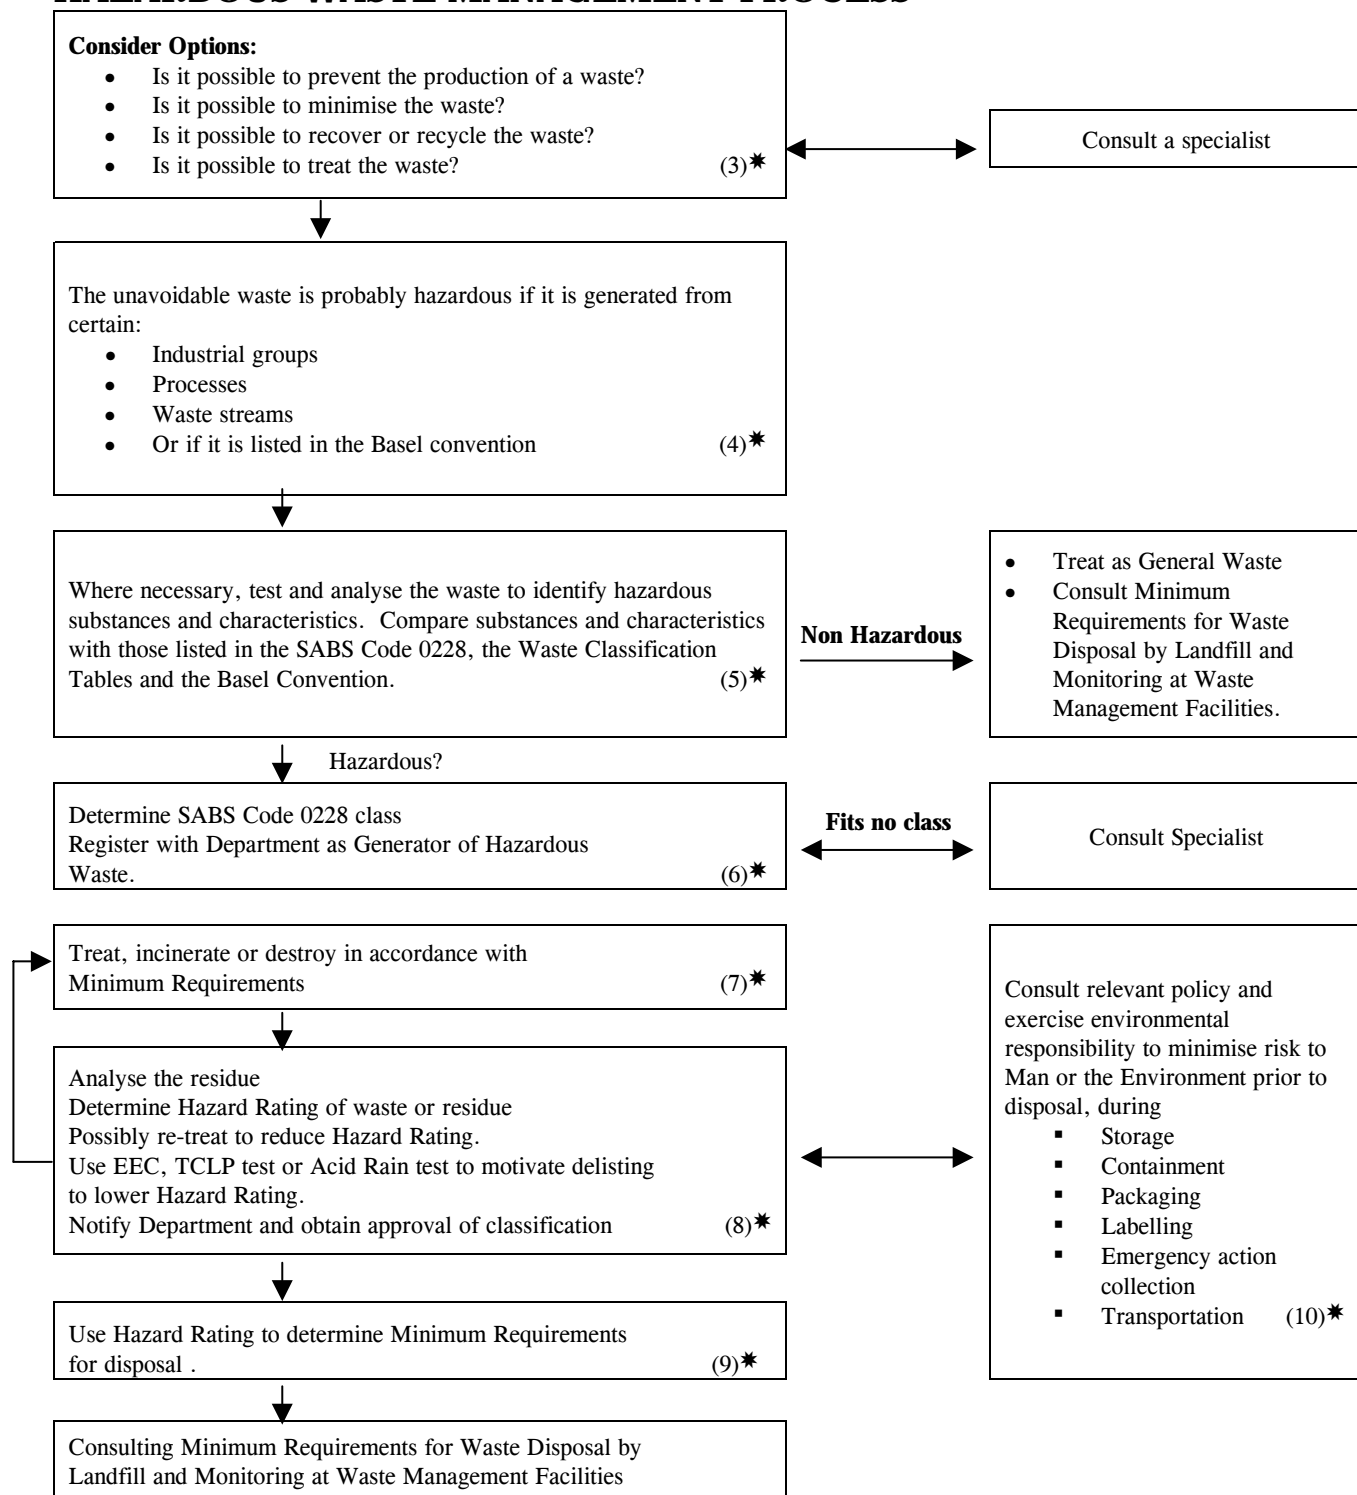 HAZARDOUS WASTE MANAGEMENT PROCESS
Consider Options:
• Is it possible to prevent the production of a waste?
• Is it possible to minimise the waste?
• Is it possible to recover or recycle the waste?
• Is it possible to treat the waste? (3)✷
Consult a specialist
The unavoidable waste is probably hazardous if it is generated from
certain:
• Industrial groups
• Processes
• Waste streams
• Or if it is listed in the Basel convention (4)✷
Where necessary, test and analyse the waste to identify hazardous
substances and characteristics. Compare substances and characteristics
with those listed in the SABS Code 0228, the Waste Classification
Tables and the Basel Convention. (5)✷
Non Hazardous
• Treat as General Waste
• Consult Minimum
Requirements for Waste
Disposal by Landfill and
Monitoring at Waste
Management Facilities.
Hazardous?
Determine SABS Code 0228 class
Register with Department as Generator of Hazardous
Waste. (6)✷
Fits no class
Consult Specialist
Treat, incinerate or destroy in accordance with
Minimum Requirements (7)✷
Analyse the residue
Determine Hazard Rating of waste or residue
Possibly re-treat to reduce Hazard Rating.
Use EEC, TCLP test or Acid Rain test to motivate delisting
to lower Hazard Rating.
Notify Department and obtain approval of classification (8)✷
Consult relevant policy and
exercise environmental
responsibility to minimise risk to
Man or the Environment prior to
disposal, during
▪ Storage
▪ Containment
▪ Packaging
▪ Labelling
▪ Emergency action
collection
▪ Transportation (10)✷
Use Hazard Rating to determine Minimum Requirements
for disposal . (9)✷
Consulting Minimum Requirements for Waste Disposal by
Landfill and Monitoring at Waste Management Facilities